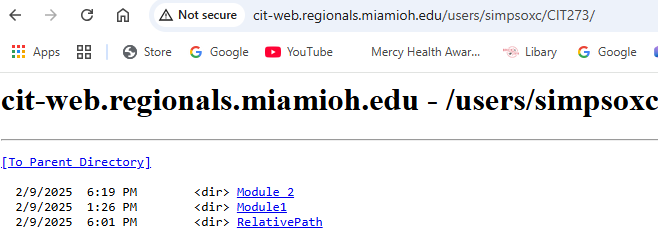 Not secure cit-web.regionals.miamioh.edu/users/simpsoxc/CIT273/
Apps Store Google YouTube Mercy Health Awar... Libary Google
cit-web.regionals.miamioh.edu - /users/simpsoxc
[To Parent Directory]
2/9/2025 6:19 PM <dir> Module 2
2/9/2025 1:26 PM <dir> Module1
2/9/2025 6:01 PM <dir> RelativePath